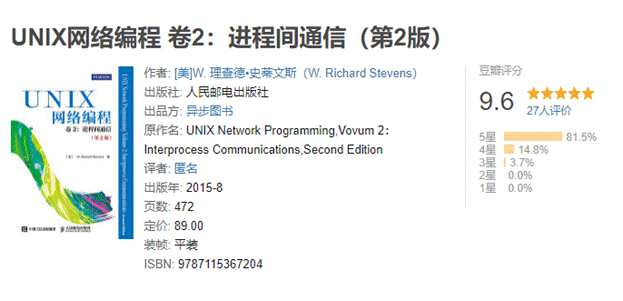 UNIX网络编程 卷2：进程间通信（第2版）
PEARSON
UNIX
网络编程
卷2：进程间通信
（第2版）
作者: [美]W. 理查德•史蒂文斯（W. Richard Stevens）
出版社: 人民邮电出版社
出品方: 异步图书
原作名: UNIX Network Programming,Vovum 2：
Interprocess Communications,Second Edition
译者: 匿名
出版年: 2015-8
页数: 472
定价: 89.00
装帧: 平装
ISBN: 9787115367204
豆瓣评分
9.6
27人评价
5星 81.5%
4星 14.8%
3星 3.7%
2星 0.0%
1星 0.0%